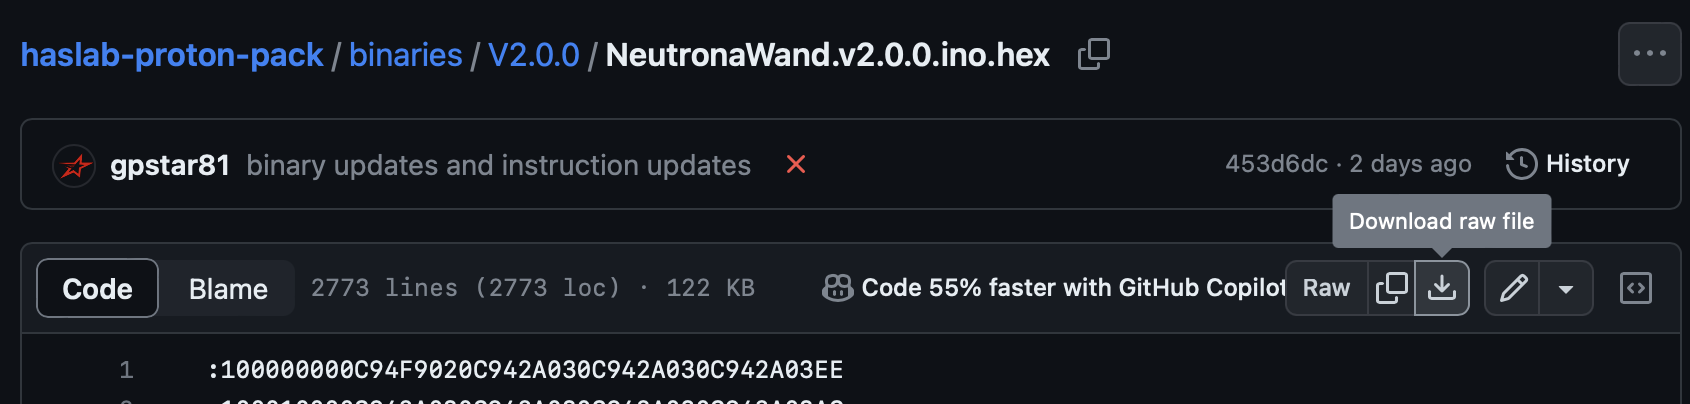 haslab-proton-pack / binaries / V2.0.0 / NeutronaWand.v2.0.0.ino.hex
gpstar81 binary updates and instruction updates 453d6dc · 2 days ago History
Download raw file
Code Blame 2773 lines (2773 loc) · 122 KB Code 55% faster with GitHub Copilot Raw
1 :100000000C94F9020C942A030C942A030C942A03EE